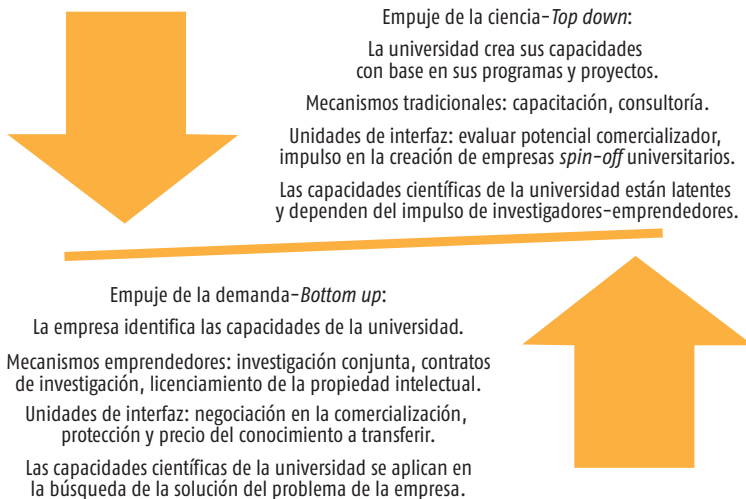 Empuje de la ciencia-Top down:
La universidad crea sus capacidades
con base en sus programas y proyectos.
Mecanismos tradicionales: capacitación, consultoría.
Unidades de interfaz: evaluar potencial comercializador,
impulso en la creación de empresas spin-off universitarios.
Las capacidades científicas de la universidad están latentes
y dependen del impulso de investigadores-emprendedores.
Empuje de la demanda-Bottom up:
La empresa identifica las capacidades de la universidad.
Mecanismos emprendedores: investigación conjunta, contratos
de investigación, licenciamiento de la propiedad intelectual.
Unidades de interfaz: negociación en la comercialización,
protección y precio del conocimiento a transferir.
Las capacidades científicas de la universidad se aplican en
la búsqueda de la solución del problema de la empresa.